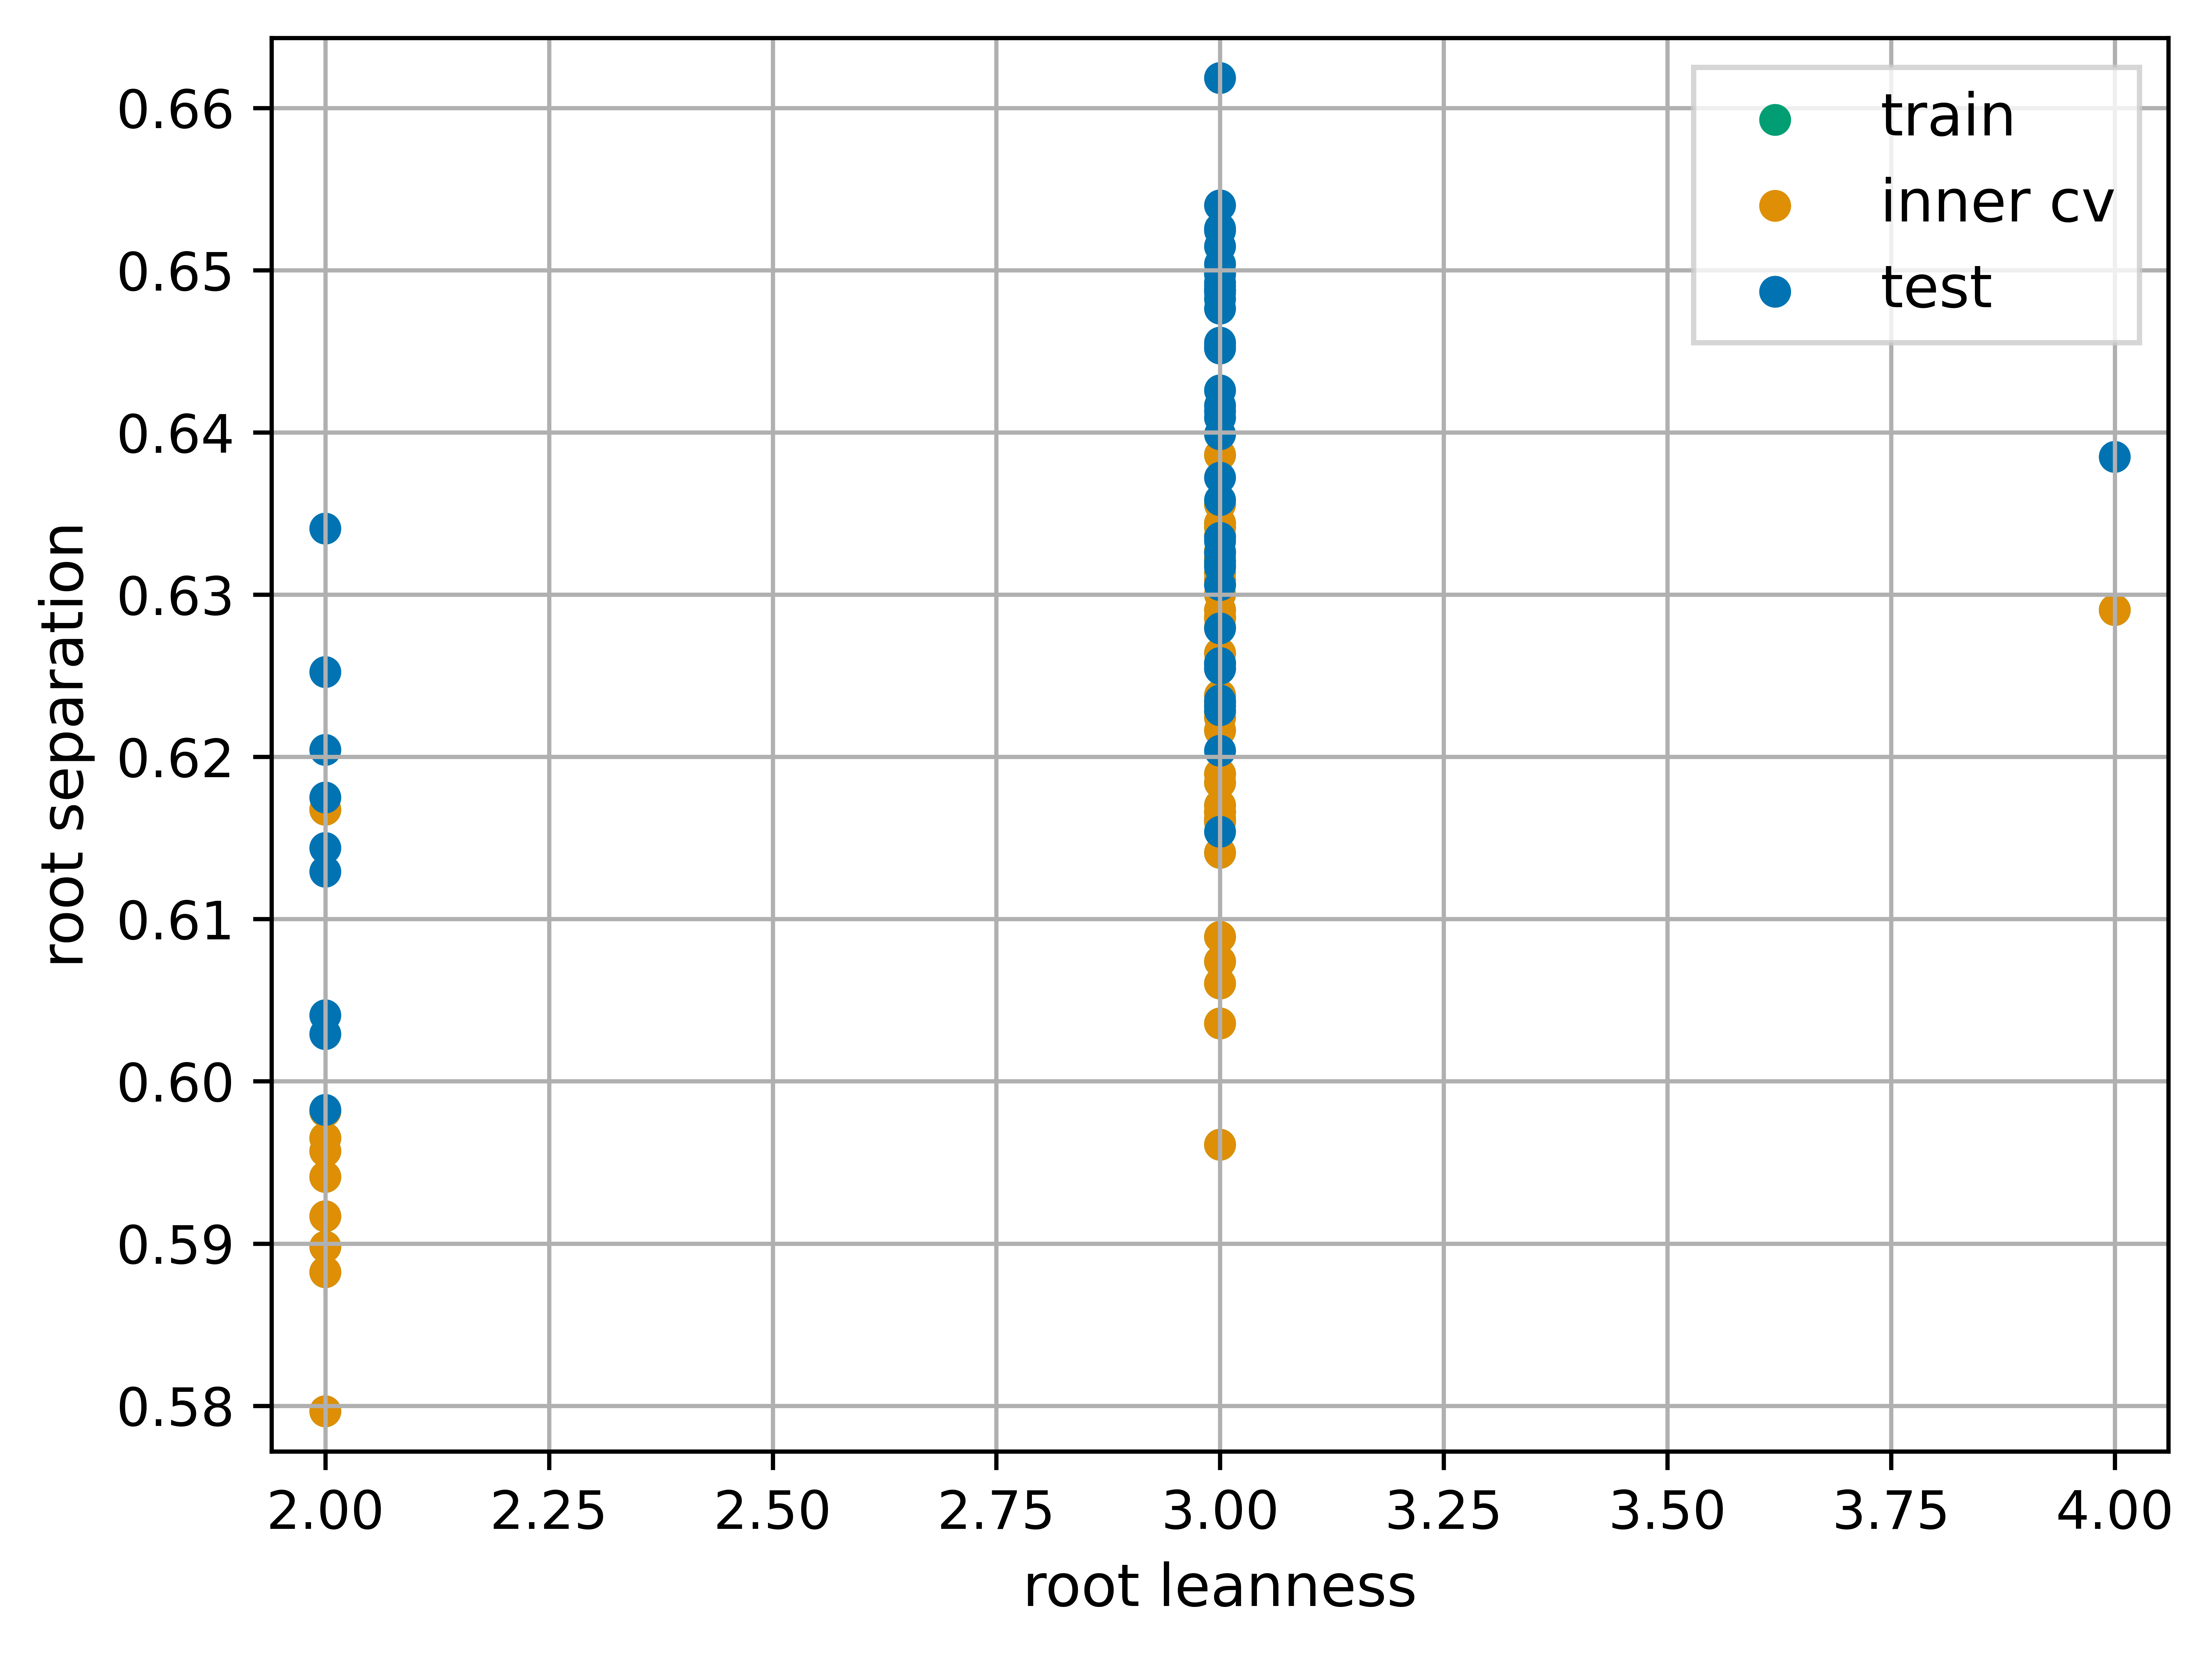 0.66
0.65
0.64
0.63
0.62
0.61
0.60
0.59
0.58
root separation
train
inner cv
test
2.00 2.25 2.50 2.75 3.00 3.25 3.50 3.75 4.00
root leanness